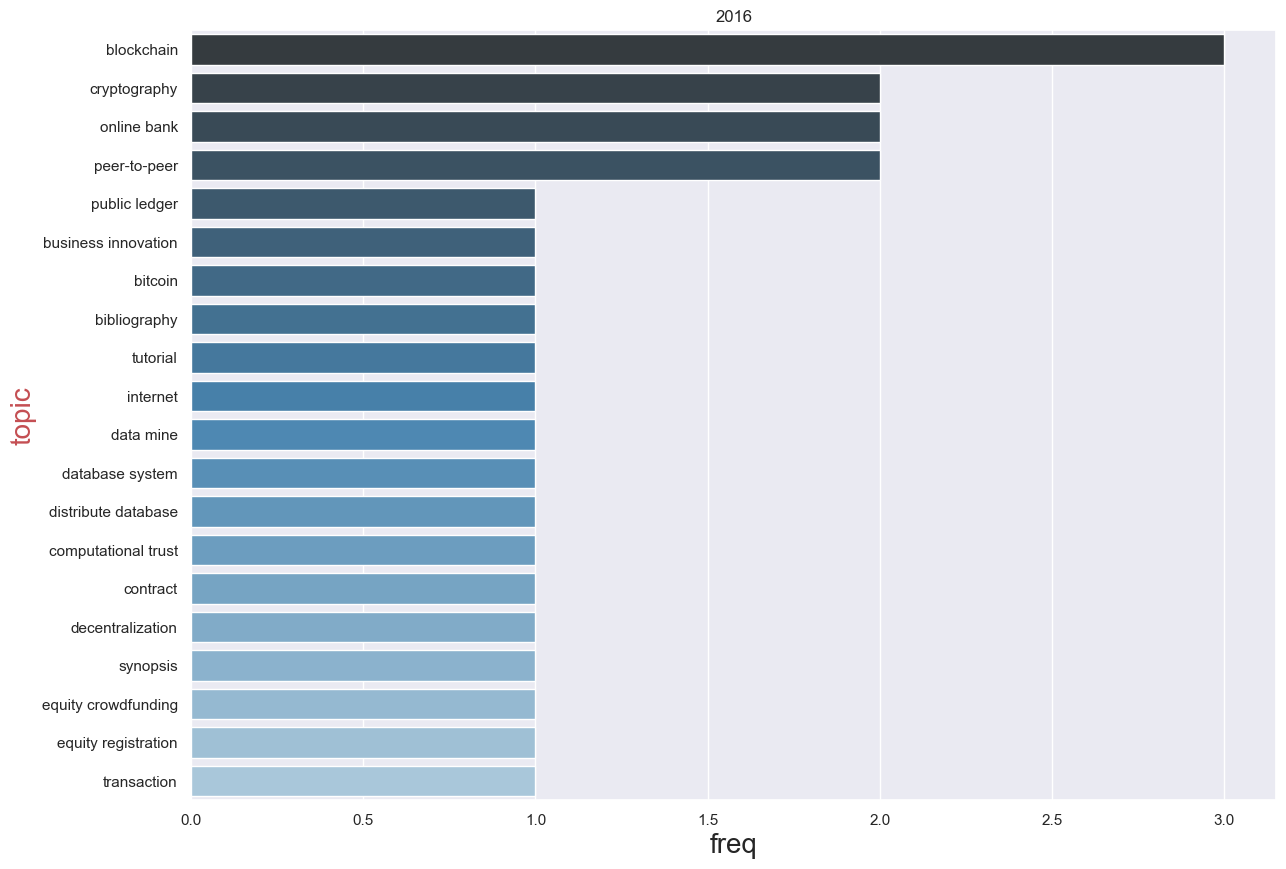 2016
blockchain
cryptography
online bank
peer-to-peer
public ledger
business innovation
bitcoin
bibliography
tutorial
internet
data mine
database system
distribute database
computational trust
contract
decentralization
synopsis
equity crowdfunding
equity registration
transaction
topic
0.0 0.5 1.0 1.5 2.0 2.5 3.0
freq